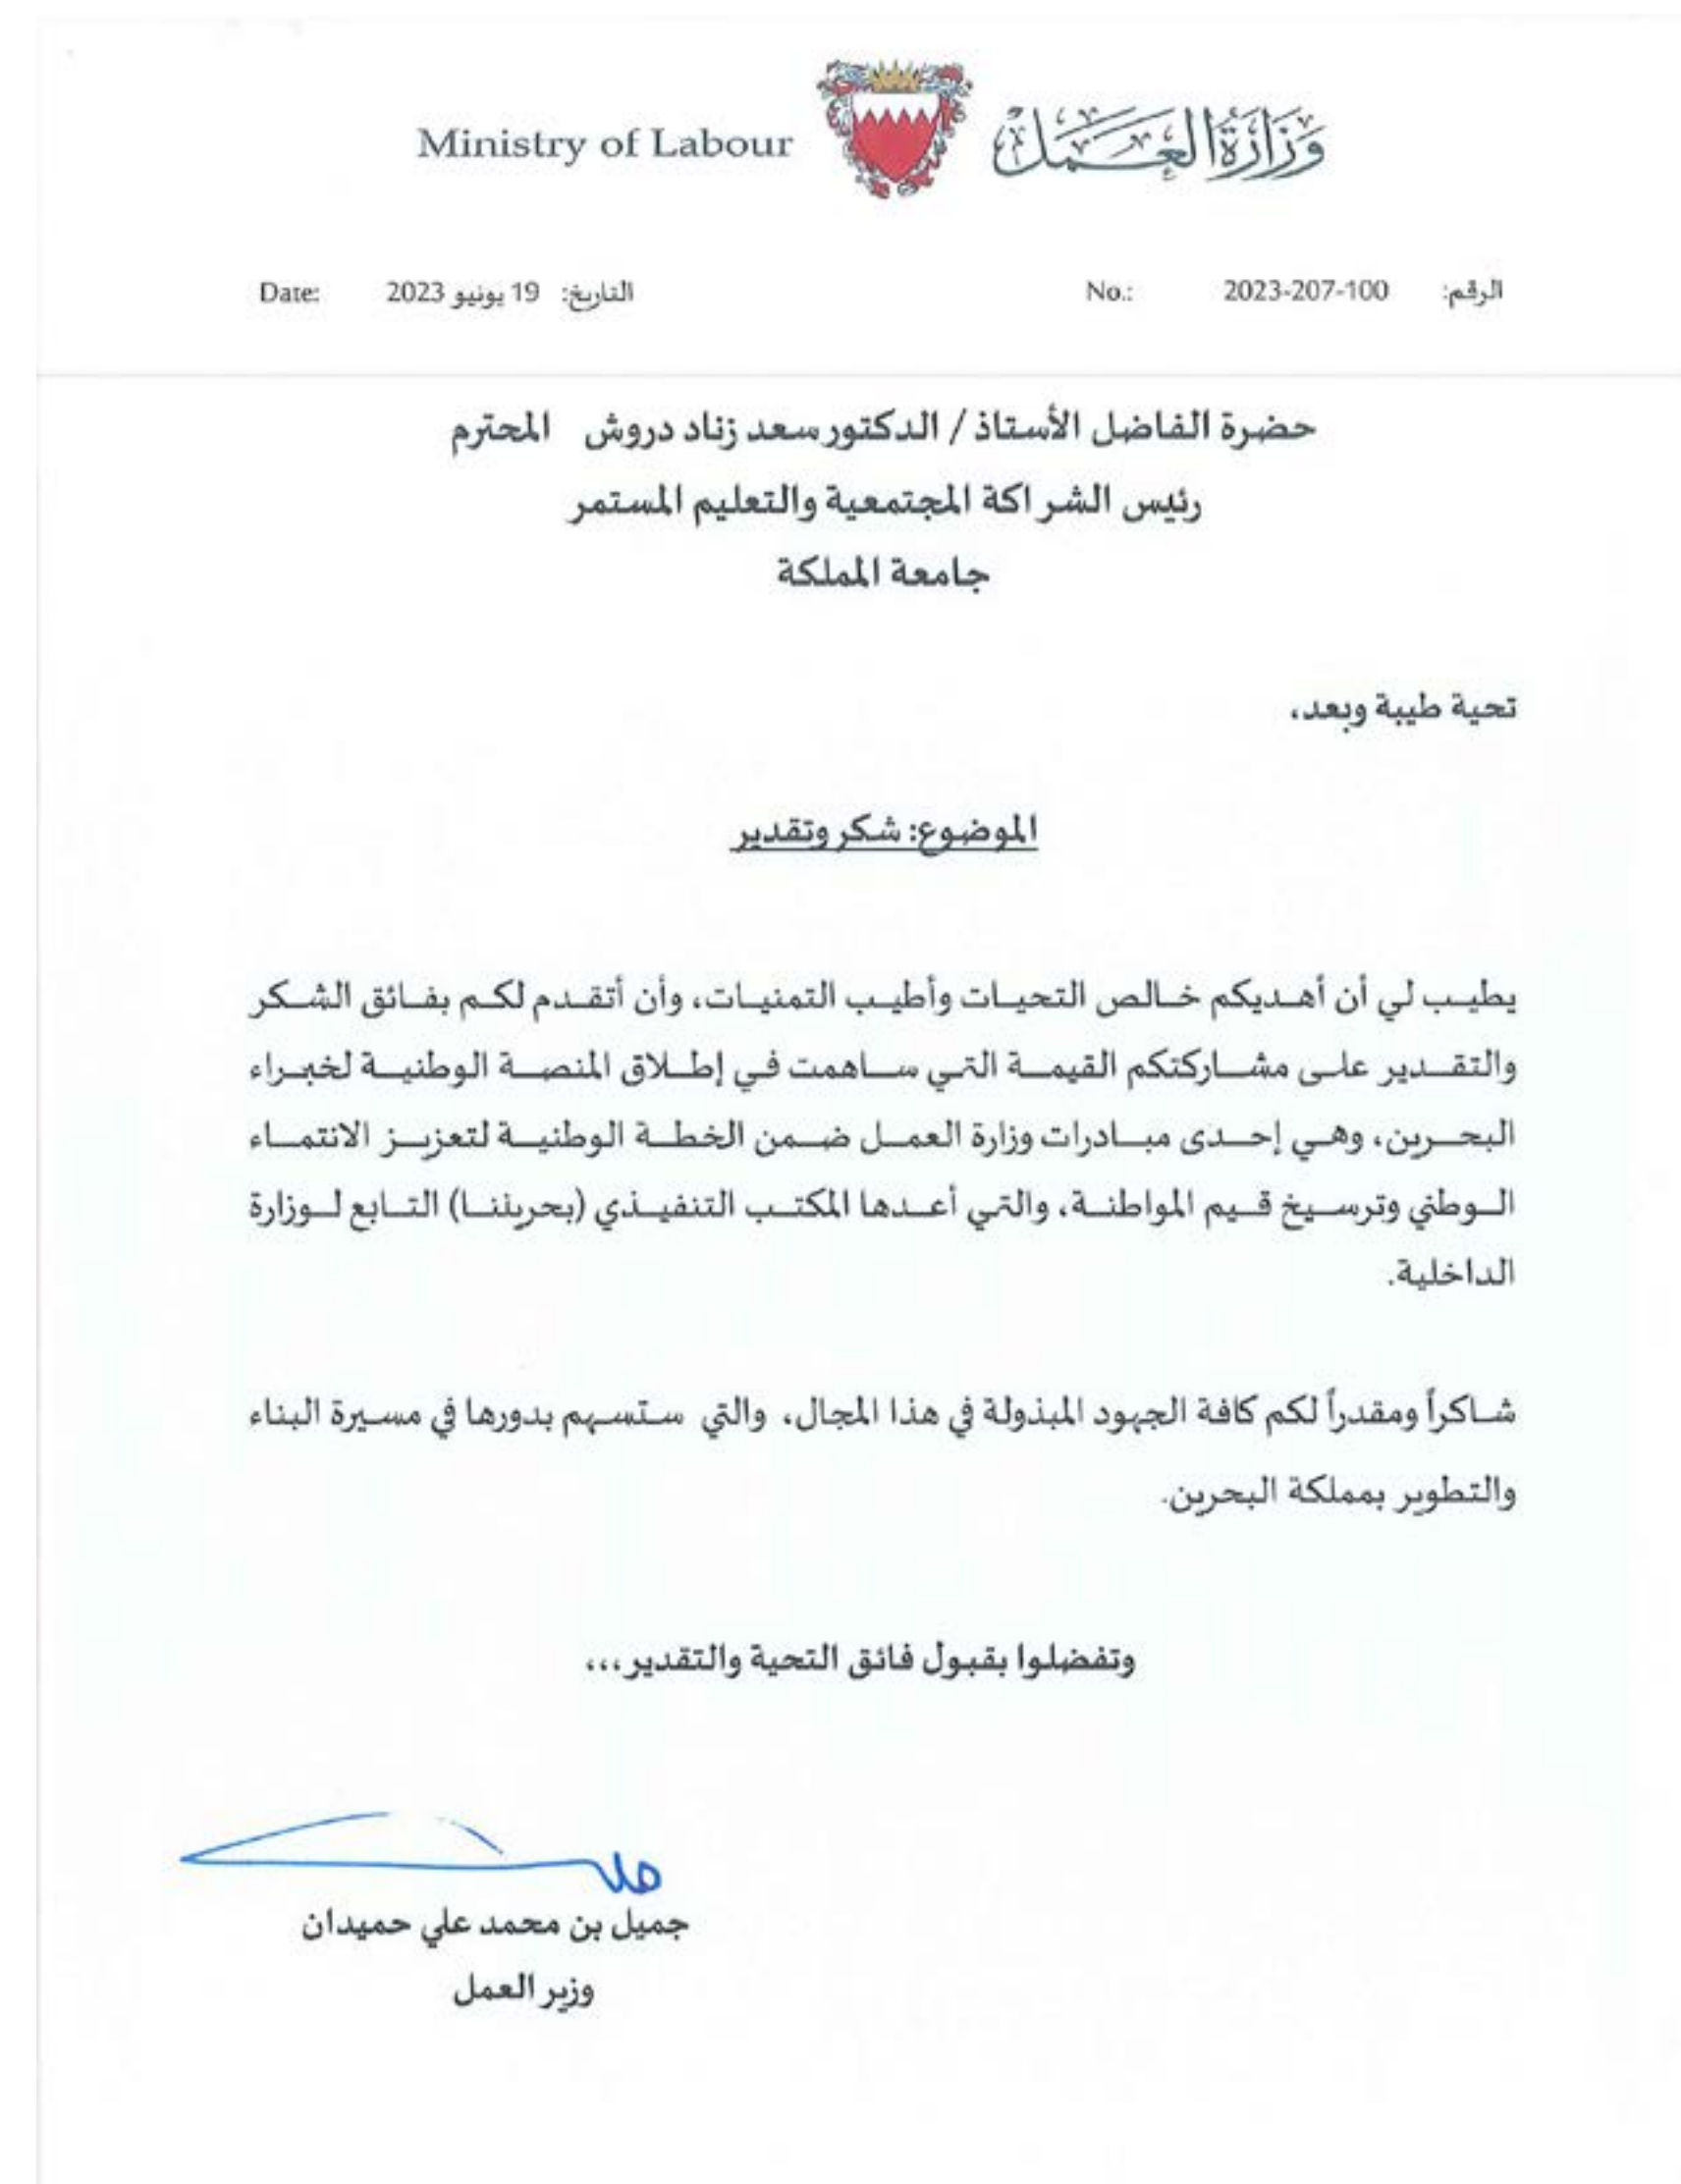 Ministry of Labour
وَزَارَةُ العَمَل
الرقم: 2023-207-100 No.:
التاريخ: 19 يونيو 2023 Date:
حضرة الفاضل الأستاذ / الدكتور سعد زناد دروش المحترم
رئيس الشراكة المجتمعية والتعليم المستمر
جامعة المملكة
تحية طيبة وبعد،
الموضوع: شكر وتقدير
يطيب لي أن أهديكم خالص التحيات وأطيب التمنيات، وأن أتقدم لكم بفائق الشكر
والتقدير على مشاركتكم القيمة التي ساهمت في إطلاق المنصة الوطنية لخبراء
البحرين، وهي إحدى مبادرات وزارة العمل ضمن الخطة الوطنية لتعزيز الانتماء
الوطني وترسيخ قيم المواطنة، والتي أعدها المكتب التنفيذي (بحريننا) التابع لوزارة
الداخلية.
شاكراً ومقدراً لكم كافة الجهود المبذولة في هذا المجال، والتي ستسهم بدورها في مسيرة البناء
والتطوير بمملكة البحرين.
وتفضلوا بقبول فائق التحية والتقدير،،،
جميل بن محمد علي حميدان
وزير العمل